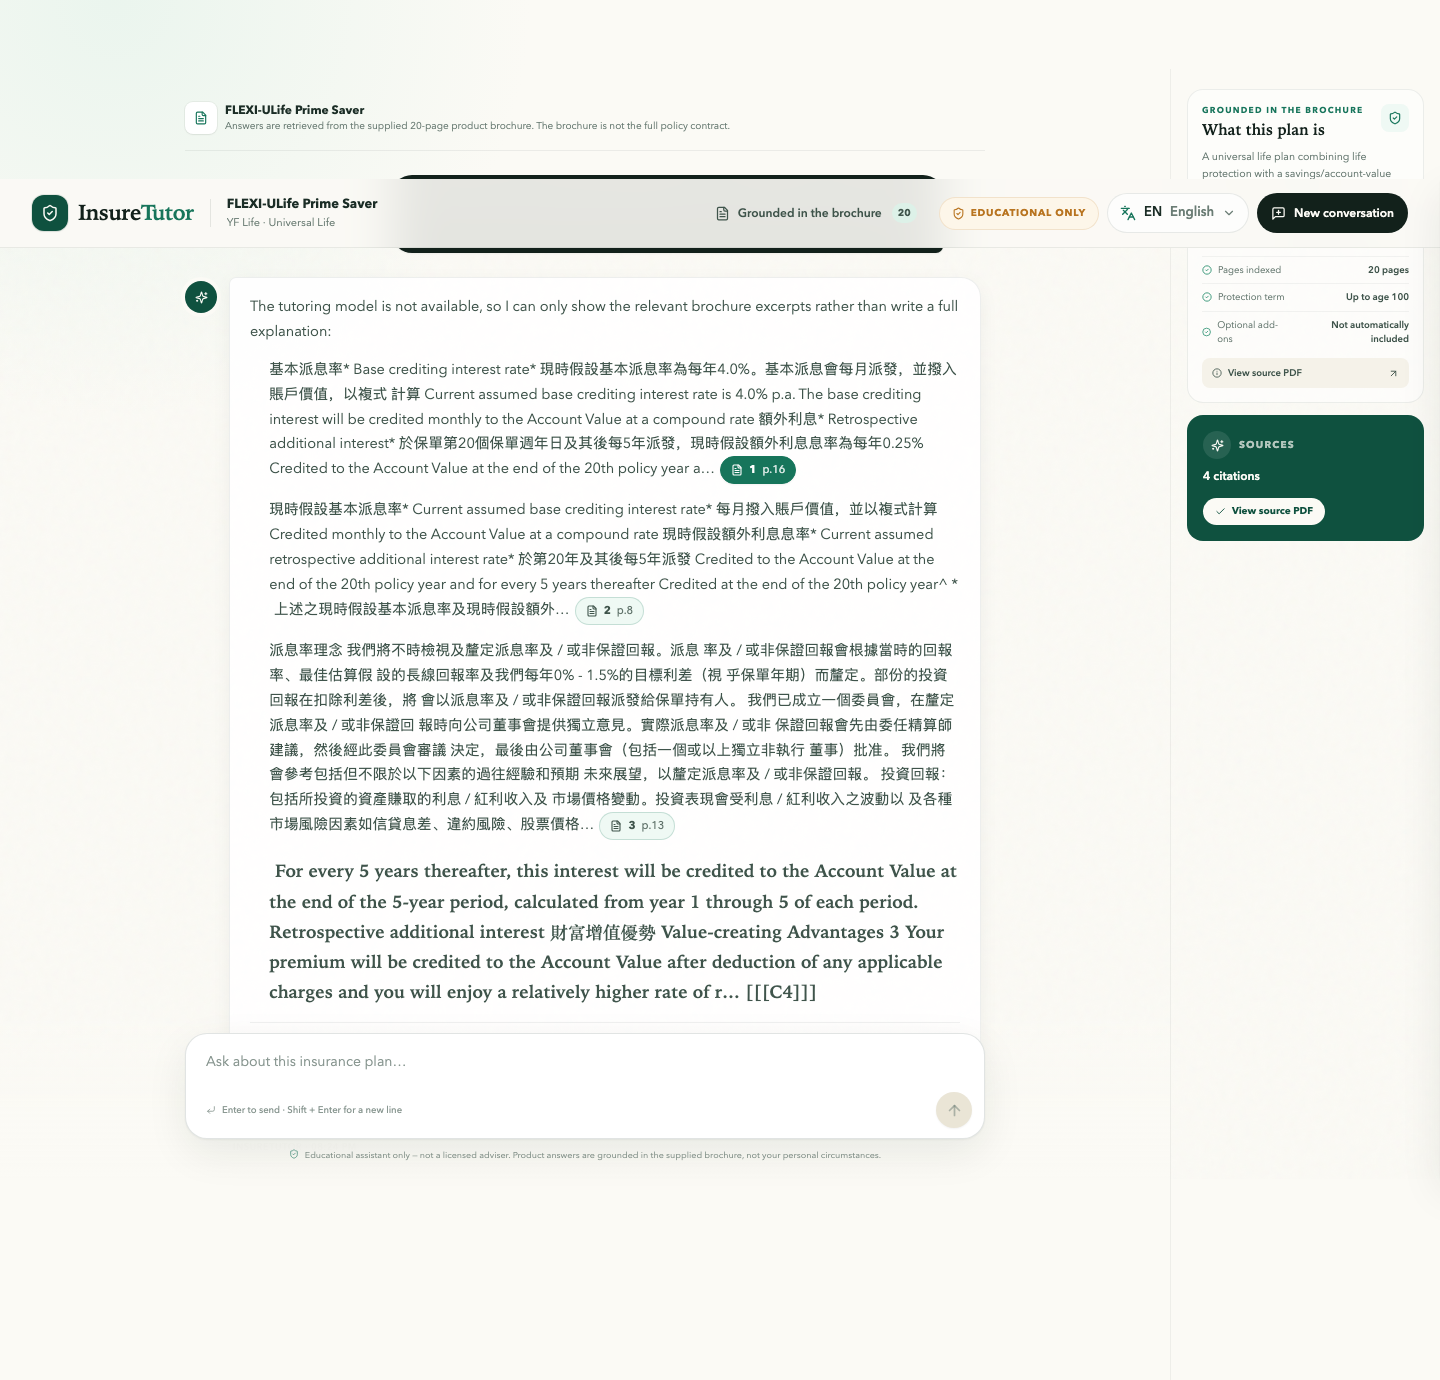 FLEXI-ULife Prime Saver
Answers are retrieved from the supplied 20-page product brochure. The brochure is not the full policy contract.
InsureTutor
FLEXI-ULife Prime Saver
YF Life · Universal Life
Grounded in the brochure 20
EDUCATIONAL ONLY
EN English
New conversation
The tutoring model is not available, so I can only show the relevant brochure excerpts rather than write a full
explanation:
基本派息率* Base crediting interest rate* 現時假設基本派息率為每年4.0%。基本派息會每月派發，並撥入
賬戶價值，以複式 計算 Current assumed base crediting interest rate is 4.0% p.a. The base crediting
interest will be credited monthly to the Account Value at a compound rate 額外利息* Retrospective
additional interest* 於保單第20個保單週年日及其後每5年派發，現時假設額外利息息率為每年0.25%
Credited to the Account Value at the end of the 20th policy year a… 1 p.16
現時假設基本派息率* Current assumed base crediting interest rate* 每月撥入賬戶價值，並以複式計算
Credited monthly to the Account Value at a compound rate 現時假設額外利息息率* Current assumed
retrospective additional interest rate* 於第20年及其後每5年派發 Credited to the Account Value at the
end of the 20th policy year and for every 5 years thereafter Credited at the end of the 20th policy year^ *
上述之現時假設基本派息率及現時假設額外… 2 p.8
派息率理念 我們將不時檢視及釐定派息率及 / 或非保證回報。派息 率及 / 或非保證回報會根據當時的回報
率、最佳估算假 設的長線回報率及我們每年0% - 1.5%的目標利差（視 乎保單年期）而釐定。部份的投資
回報在扣除利差後，將 會以派息率及 / 或非保證回報派發給保單持有人。 我們已成立一個委員會，在釐定
派息率及 / 或非保證回 報時向公司董事會提供獨立意見。實際派息率及 / 或非 保證回報會先由委任精算師
建議，然後經此委員會審議 決定，最後由公司董事會（包括一個或以上獨立非執行 董事）批准。 我們將
會參考包括但不限於以下因素的過往經驗和預期 未來展望，以釐定派息率及 / 或非保證回報。 投資回報：
包括所投資的資產賺取的利息 / 紅利收入及 市場價格變動。投資表現會受利息 / 紅利收入之波動以 及各種
市場風險因素如信貸息差、違約風險、股票價格… 3 p.13
For every 5 years thereafter, this interest will be credited to the Account Value at
the end of the 5-year period, calculated from year 1 through 5 of each period.
Retrospective additional interest 財富增值優勢 Value-creating Advantages 3 Your
premium will be credited to the Account Value after deduction of any applicable
charges and you will enjoy a relatively higher rate of r… [[[C4]]]
Ask about this insurance plan…
Enter to send · Shift + Enter for a new line
Educational assistant only — not a licensed adviser. Product answers are grounded in the supplied brochure, not your personal circumstances.
GROUNDED IN THE BROCHURE
What this plan is
A universal life plan combining life
protection with a savings/account-value
Pages indexed 20 pages
Protection term Up to age 100
Optional add-
ons
Not automatically
included
View source PDF
SOURCES
4 citations
View source PDF